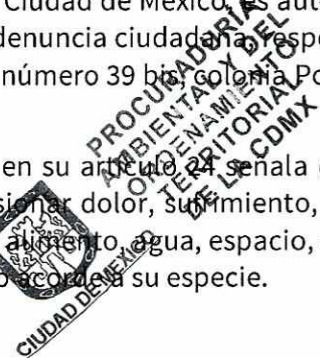 Ciudad de México, es aut
denuncia ciudadana, respe
número 39 bis, colonia Po
en su artículo 24 señala
sionar dolor, sufrimiento,
alimento, agua, espacio,
acorde a su especie.
PROCURADURÍA
AMBIENTAL Y DEL
ORDENAMIENTO
TERRITORIAL
DE LA CDMX
CIUDAD DE MÉXICO